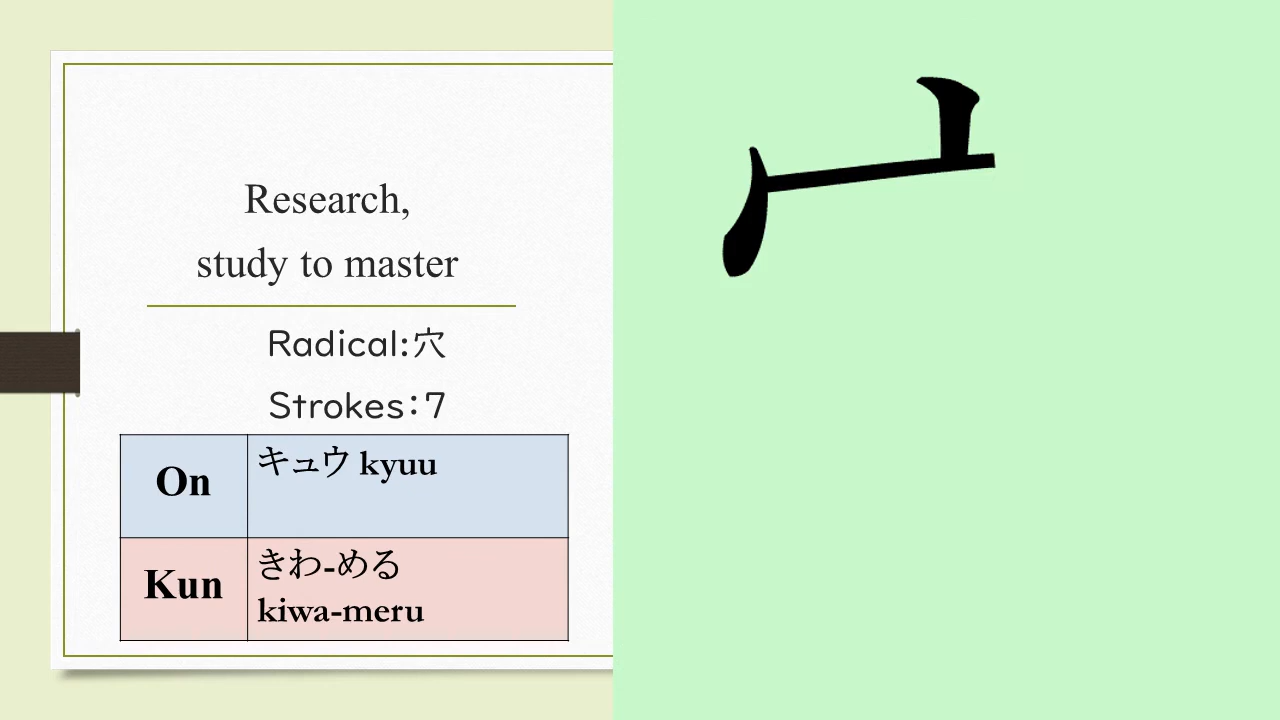 Research,
study to master
Radical:穴
Strokes:7
On
キュウ kyuu
Kun
きわ-める
kiwa-meru